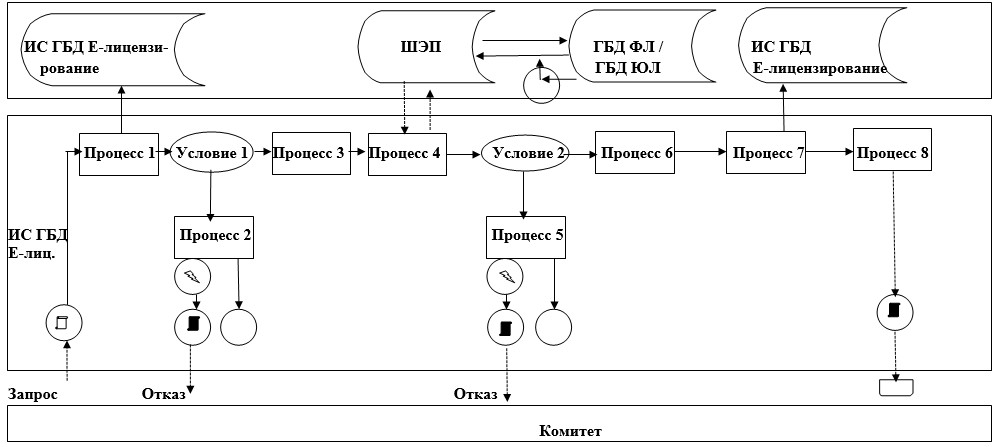 ИС ГБД Е-лицензи-
рование
ШЭП
ГБД ФЛ /
ГБД ЮЛ
ИС ГБД
Е-лицензирование
Процесс 1
Условие 1
Процесс 3
Процесс 4
Условие 2
Процесс 6
Процесс 7
Процесс 8
ИС ГБД
Е-лиц.
Процесс 2
Процесс 5
Запрос
Отказ
Отказ
Комитет